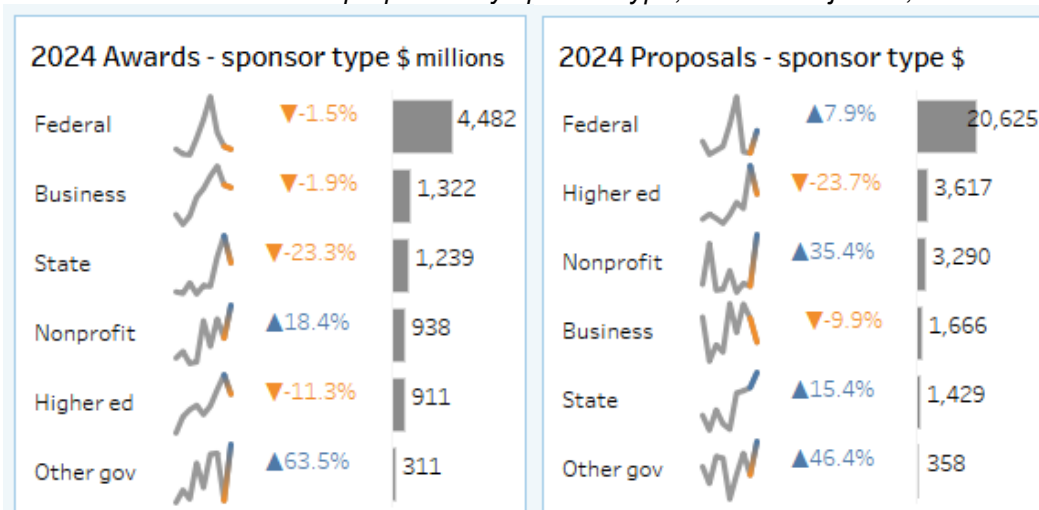 2024 Awards - sponsor type $ millions
Federal ▼-1.5% 4,482
Business ▼-1.9% 1,322
State ▼-23.3% 1,239
Nonprofit ▲18.4% 938
Higher ed ▼-11.3% 911
Other gov ▲63.5% 311
2024 Proposals - sponsor type $
Federal ▲7.9% 20,625
Higher ed ▼-23.7% 3,617
Nonprofit ▲35.4% 3,290
Business ▼-9.9% 1,666
State ▲15.4% 1,429
Other gov ▲46.4% 358